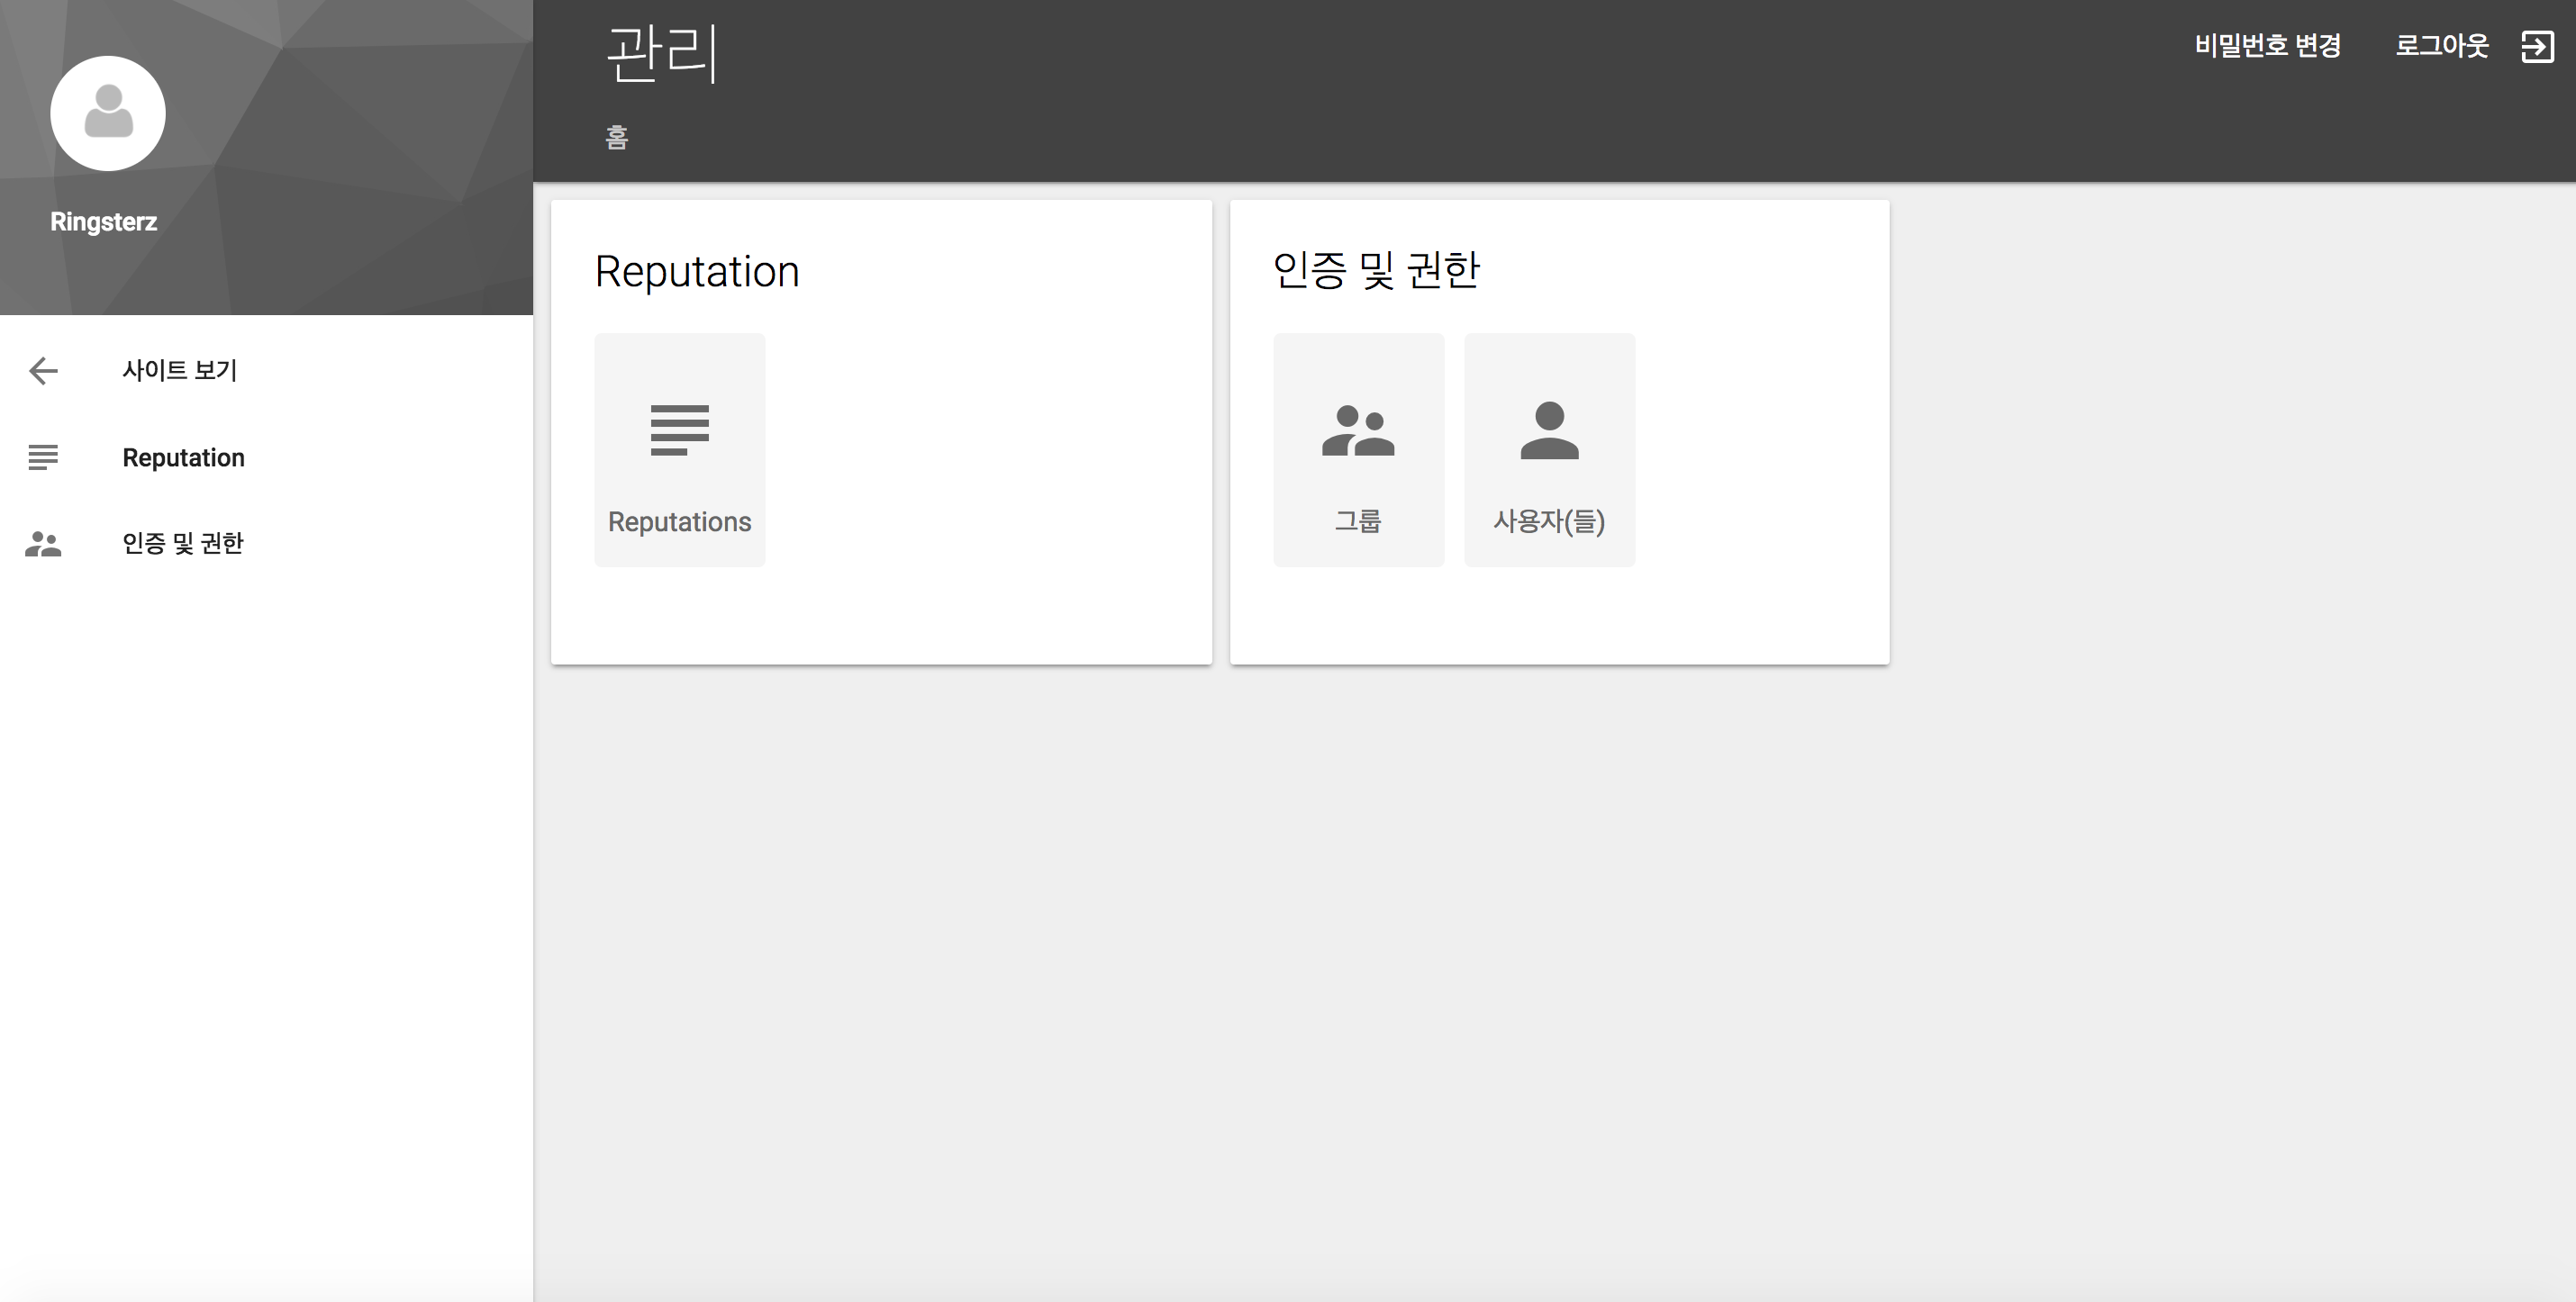 관리
비밀번호 변경
로그아웃
홈
Ringsterz
사이트 보기
Reputation
인증 및 권한
Reputation
Reputations
인증 및 권한
그룹
사용자(들)